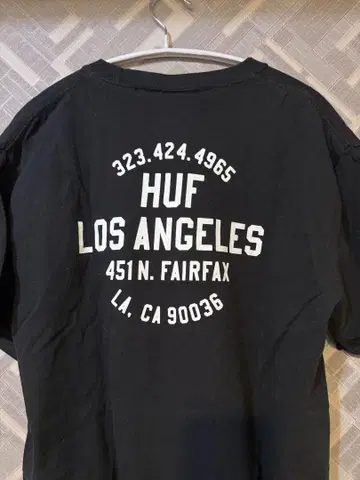 323.424.4965
HUF
LOS ANGELES
451 N. FAIRFAX
LA, CA 90036